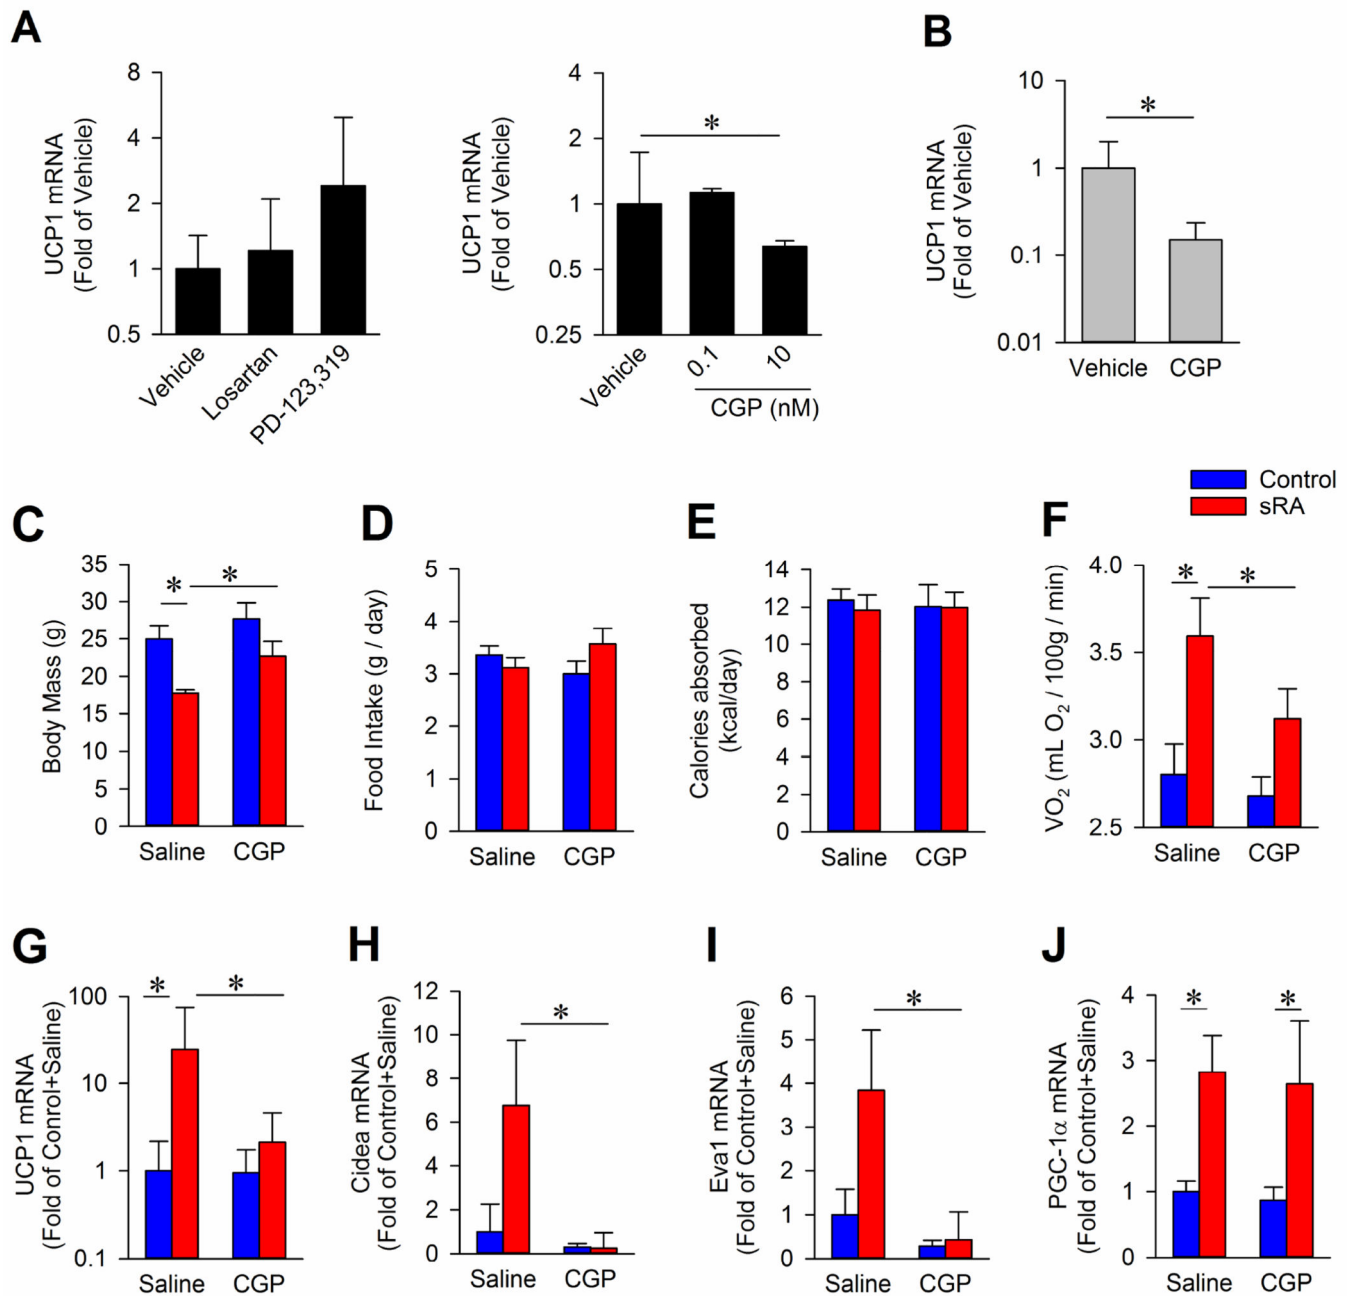 A
UCP1 mRNA
(Fold of Vehicle)
8
4
2
1
0.5
Vehicle
Losartan
PD-123,319
UCP1 mRNA
(Fold of Vehicle)
4
2
1
0.5
0.25
*
Vehicle
0.1
10
CGP (nM)
B
UCP1 mRNA
(Fold of Vehicle)
10
1
0.1
0.01
*
Vehicle
CGP
Control
sRA
C
Body Mass (g)
35
30
25
20
15
10
5
0
*
*
Saline
CGP
D
Food Intake (g / day)
5
4
3
2
1
0
Saline
CGP
E
Calories absorbed
(kcal/day)
14
12
10
8
6
4
2
0
Saline
CGP
F
VO₂ (mL O₂ / 100g / min)
4.0
3.5
3.0
2.5
*
*
Saline
CGP
G
UCP1 mRNA
(Fold of Control+Saline)
100
10
1
0.1
*
*
Saline
CGP
H
Cidea mRNA
(Fold of Control+Saline)
12
10
8
6
4
2
0
*
Saline
CGP
I
Eva1 mRNA
(Fold of Control+Saline)
6
5
4
3
2
1
0
*
Saline
CGP
J
PGC-1α mRNA
(Fold of Control+Saline)
4
3
2
1
0
*
*
Saline
CGP